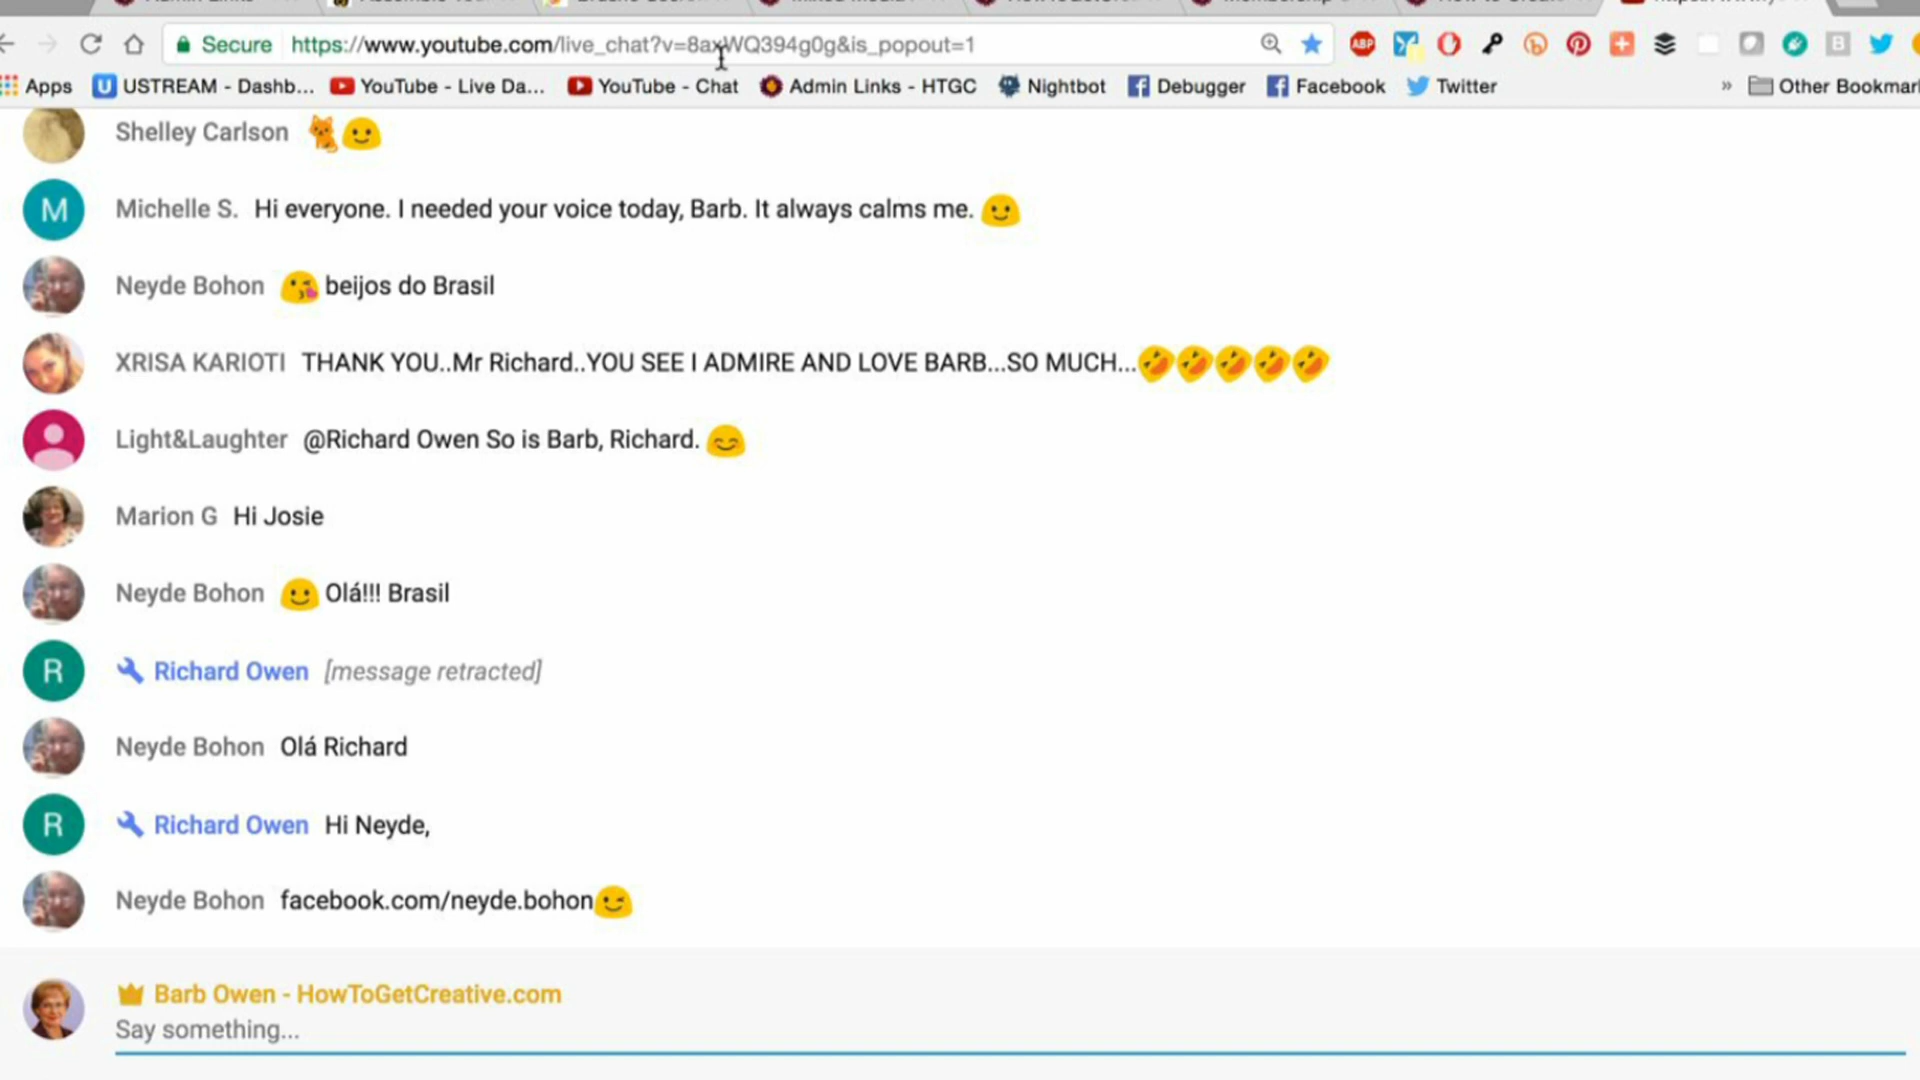 Secure https://www.youtube.com/live_chat?v=8axWQ394g0g&is_popout=1
Apps USTREAM - Dashb... YouTube - Live Da... YouTube - Chat Admin Links - HTGC Nightbot Debugger Facebook Twitter » Other Bookmar
Shelley Carlson 🐈🙂
Michelle S. Hi everyone. I needed your voice today, Barb. It always calms me. 🙂
Neyde Bohon 😘 beijos do Brasil
XRISA KARIOTI THANK YOU..Mr Richard..YOU SEE I ADMIRE AND LOVE BARB...SO MUCH...🤣🤣🤣🤣🤣
Light&Laughter @Richard Owen So is Barb, Richard. 😊
Marion G Hi Josie
Neyde Bohon 🙂 Olá!!! Brasil
Richard Owen [message retracted]
Neyde Bohon Olá Richard
Richard Owen Hi Neyde,
Neyde Bohon facebook.com/neyde.bohon😉
Barb Owen - HowToGetCreative.com
Say something...